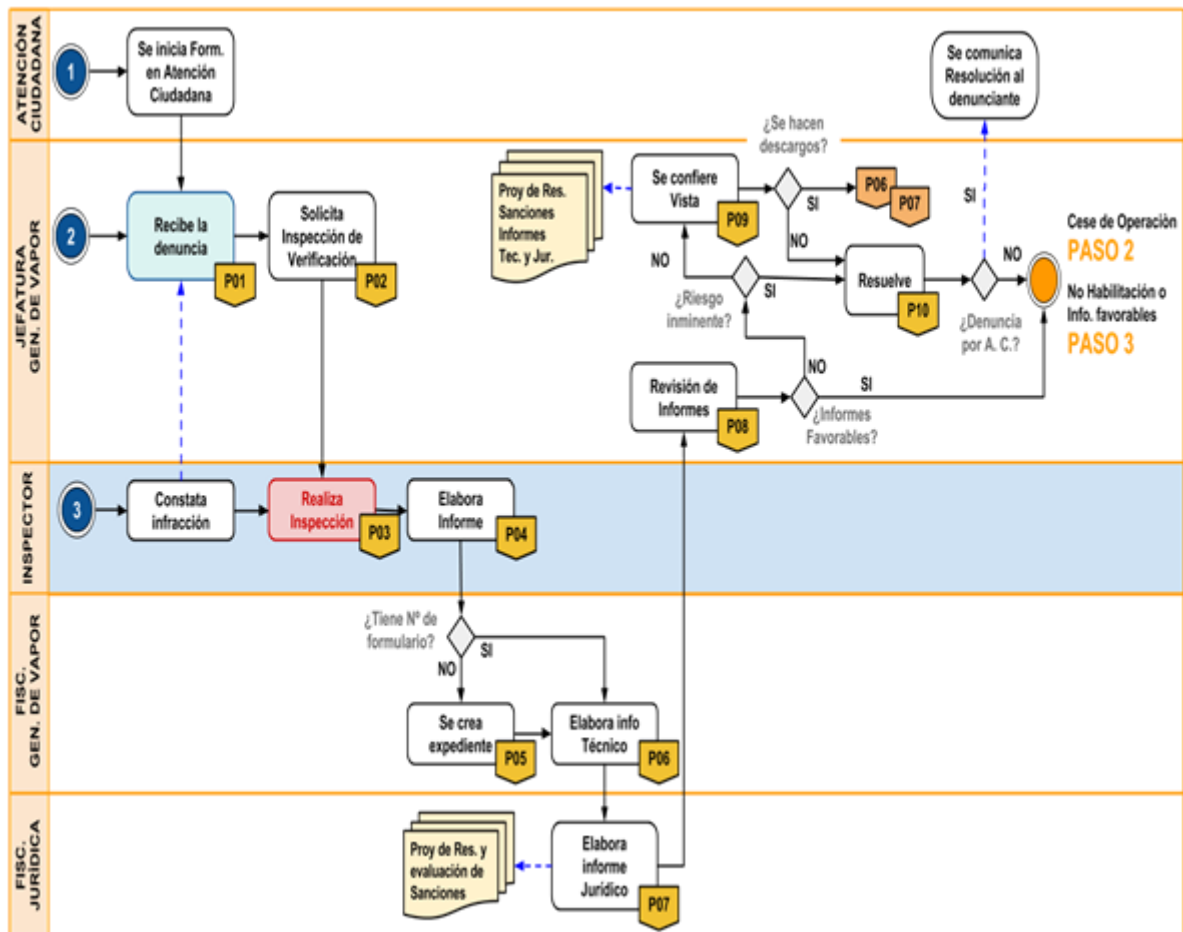 ATENCIÓN
CIUDADANA
1
Se inicia Form.
en Atención
Ciudadana
Se comunica
Resolución al
denunciante
JEFATURA
GEN. DE VAPOR
2
Recibe la
denuncia
P01
Solicita
Inspección de
Verificación
P02
Proy de Res.
Sanciones
Informes
Tec. y Jur.
Se confiere
Vista
P09
¿Se hacen
descargos?
SI
P06
P07
NO
NO
¿Riesgo
inminente?
SI
Resuelve
P10
SI
NO
¿Denuncia
por A. C.?
Cese de Operación
PASO 2
No Habilitación o
Info. favorables
PASO 3
Revisión de
Informes
P08
NO
SI
¿Informes
Favorables?
INSPECTOR
3
Constata
infracción
Realiza
Inspección
P03
Elabora
Informe
P04
FISC.
GEN. DE VAPOR
¿Tiene Nº de
formulario?
SI
NO
Se crea
expediente
P05
Elabora info
Técnico
P06
FISC.
JURÍDICA
Proy de Res. y
evaluación de
Sanciones
Elabora
informe
Jurídico
P07